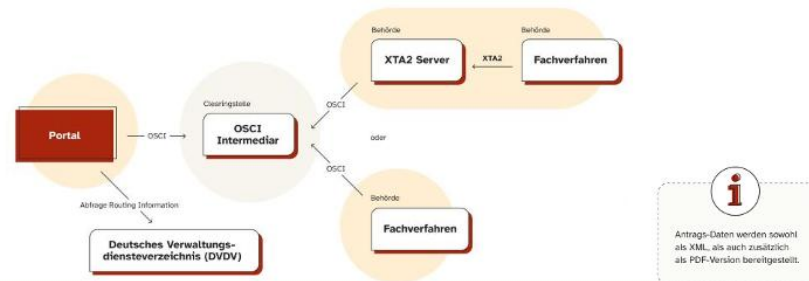 Behörde
XTA2 Server
XTA2
Behörde
Fachverfahren
Clearingstelle
OSCI
Intermediär
OSCI
Portal
OSCI
oder
OSCI
Abfrage Routing Information
Behörde
Fachverfahren
Deutsches Verwaltungs-
diensteverzeichnis (DVDV)
i
Antrags-Daten werden sowohl
als XML, als auch zusätzlich
als PDF-Version bereitgestellt.